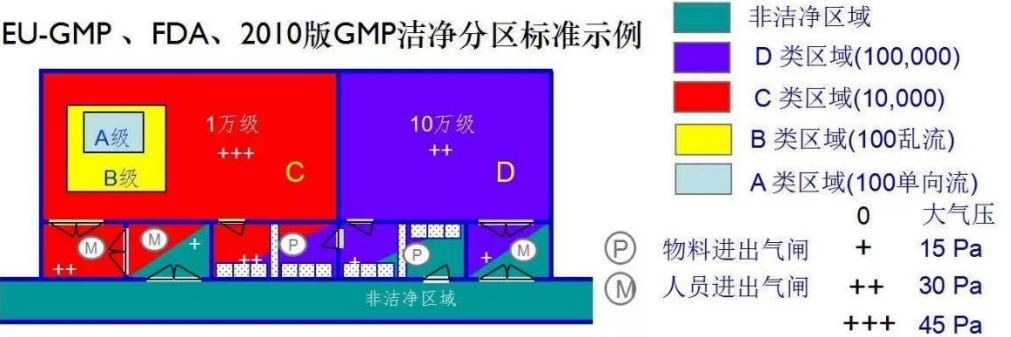 EU-GMP 、FDA、2010版GMP洁净分区标准示例
非洁净区域
D 类区域(100,000)
C 类区域(10,000)
B 类区域(100乱流)
A 类区域(100单向流)
0 大气压
P 物料进出气闸 + 15 Pa
M 人员进出气闸 ++ 30 Pa
+++ 45 Pa
A级
B级
1万级
+++
C
10万级
++
D
M
++
M
+
++
P
+
P
+
M
非洁净区域